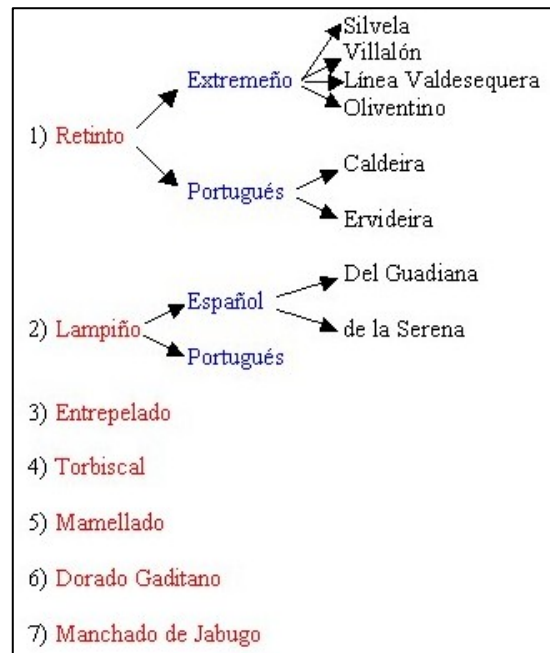 Silvela
Villalón
Extremeño
Línea Valdesequera
Oliventino
1) Retinto
Caldeira
Portugués
Ervideira
Del Guadiana
Español
2) Lampiño
de la Serena
Portugués
3) Entrepelado
4) Torbiscal
5) Mamellado
6) Dorado Gaditano
7) Manchado de Jabugo